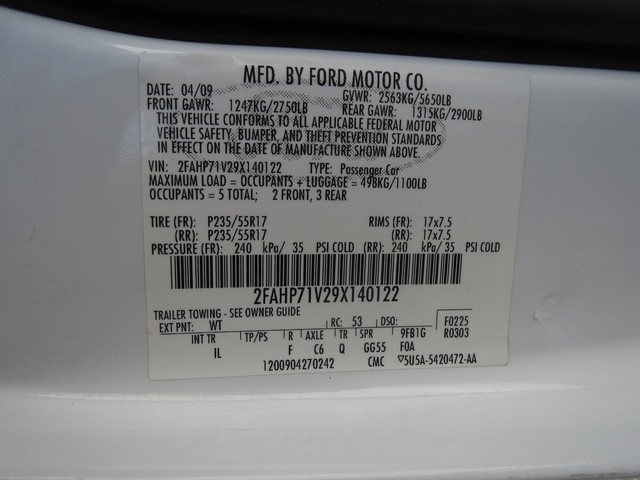 MFD. BY FORD MOTOR CO.
DATE: 04/09 GVWR: 2563KG/5650LB
FRONT GAWR: 1247KG/2750LB REAR GAWR: 1315KG/2900LB
THIS VEHICLE CONFORMS TO ALL APPLICABLE FEDERAL MOTOR
VEHICLE SAFETY, BUMPER, AND THEFT PREVENTION STANDARDS
IN EFFECT ON THE DATE OF MANUFACTURE SHOWN ABOVE.
VIN: 2FAHP71V29X140122 TYPE: Passenger Car
MAXIMUM LOAD = OCCUPANTS + LUGGAGE = 498KG/1100LB
OCCUPANTS = 5 TOTAL; 2 FRONT, 3 REAR
TIRE (FR): P235/55R17 RIMS (FR): 17x7.5
(RR): P235/55R17 (RR): 17x7.5
PRESSURE (FR): 240 kPa/ 35 PSI COLD (RR): 240 kPa/ 35 PSI COLD
2FAHP71V29X140122
TRAILER TOWING - SEE OWNER GUIDE
EXT PNT: WT RC: 53 DSO: F0225
INT TR TP/PS R AXLE TR SPR 9FB1G R0303
IL F C6 Q GG55 FOA
1200904270242 CMC ▽5U5A-5420472-AA